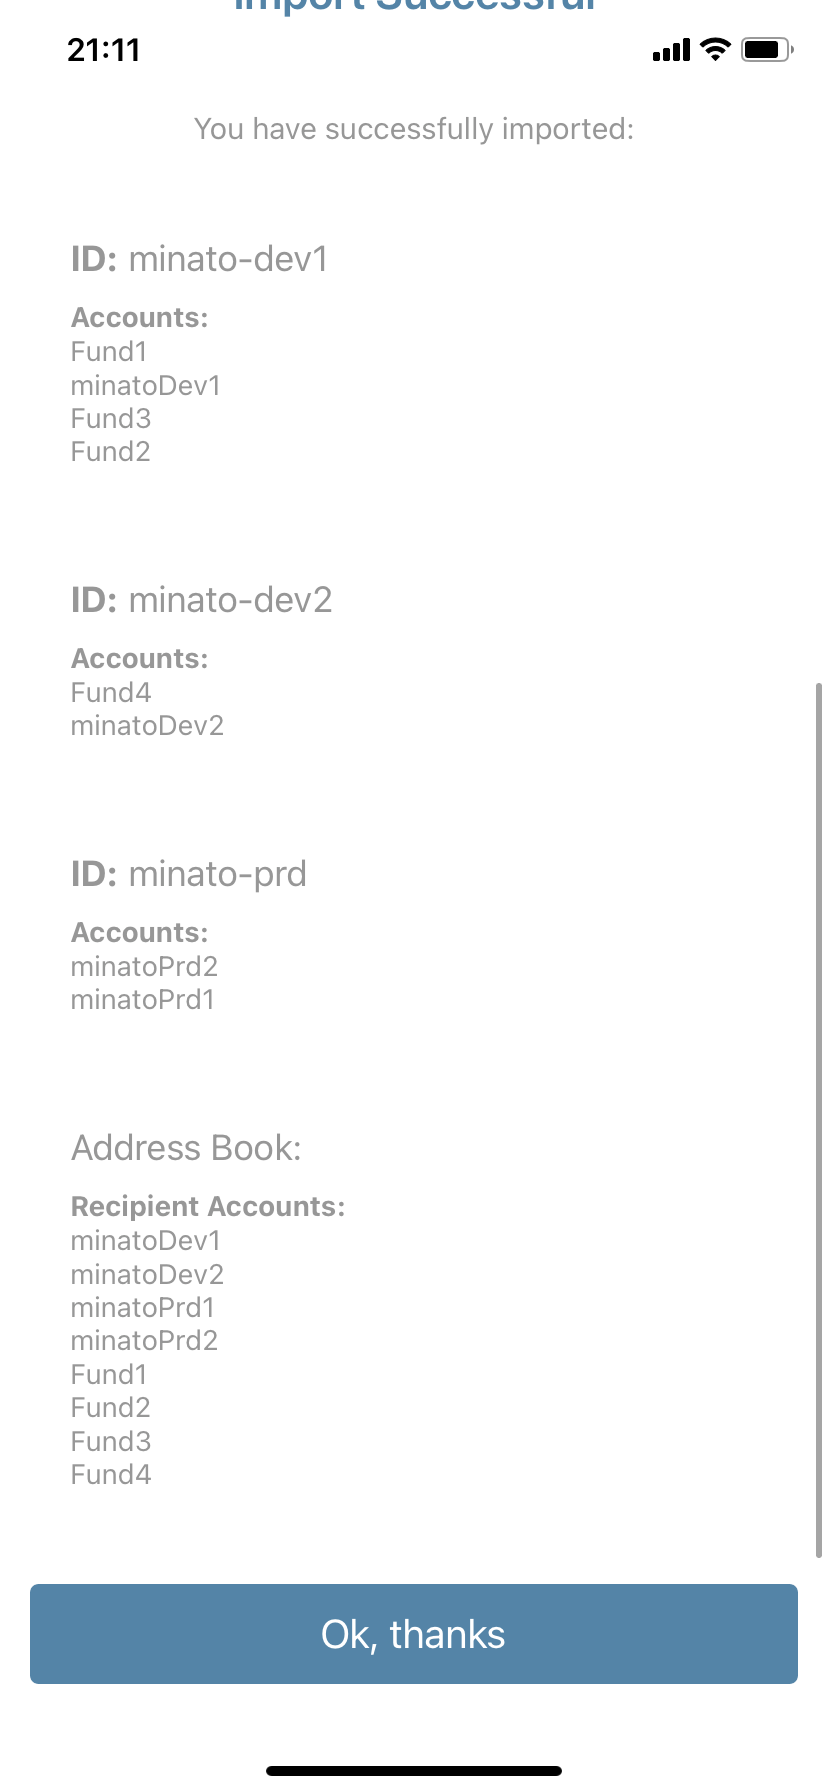 Import Successful
21:11
You have successfully imported:
ID: minato-dev1
Accounts:
Fund1
minatoDev1
Fund3
Fund2
ID: minato-dev2
Accounts:
Fund4
minatoDev2
ID: minato-prd
Accounts:
minatoPrd2
minatoPrd1
Address Book:
Recipient Accounts:
minatoDev1
minatoDev2
minatoPrd1
minatoPrd2
Fund1
Fund2
Fund3
Fund4
Ok, thanks